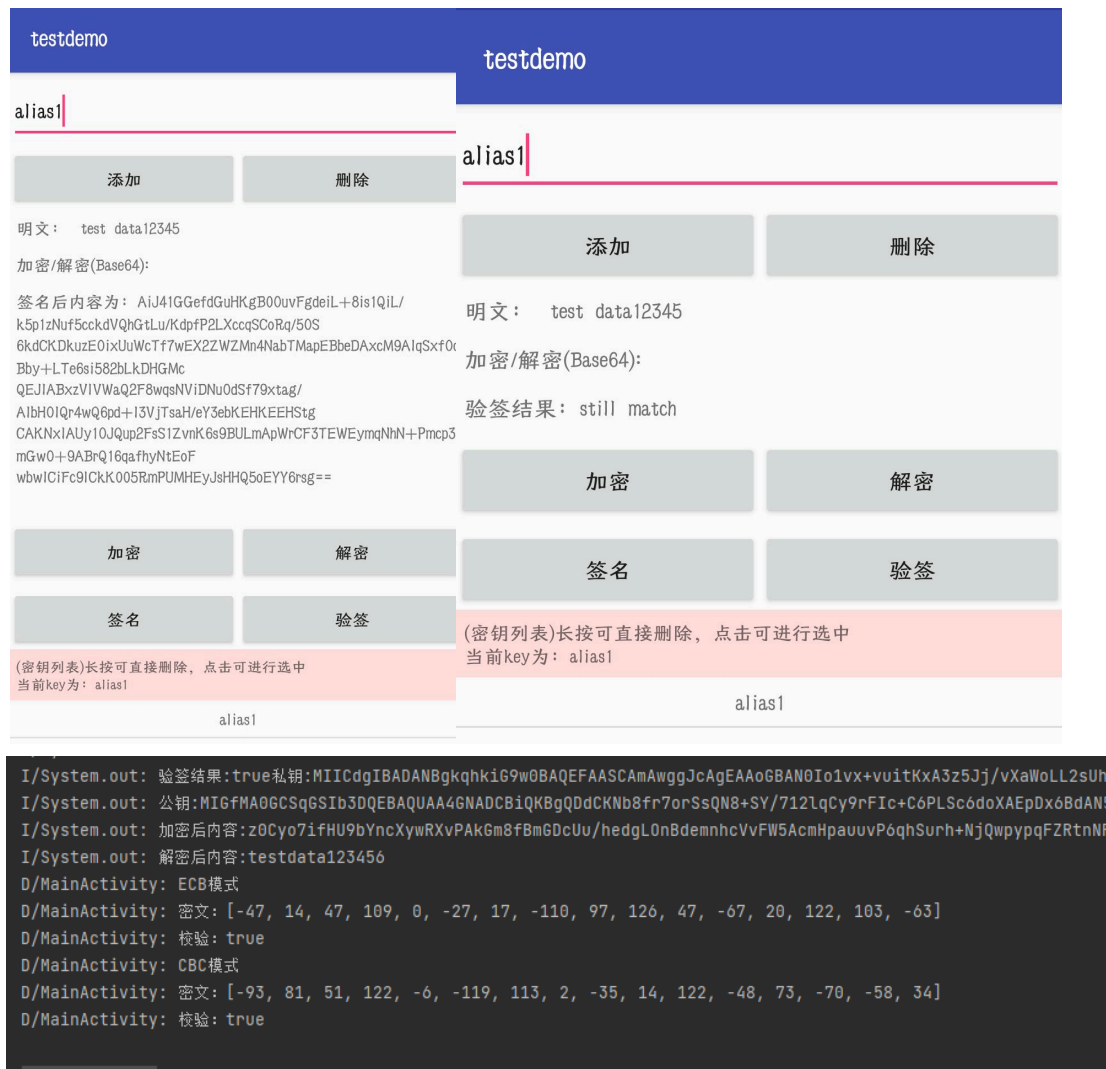 testdemo
alias1
添加
删除
明文： test data12345
加密/解密(Base64):
签名后内容为：AiJ41GGefdGuHKgB00uvFgdeiL+8is1QiL/
k5p1zNuf5cckdVQhGtLu/KdpfP2LXccqSCoRq/50S
6kdCKDkuzE0ixUuWcTf7wEX2ZWZMn4NabTMapEBbeDAxcM9AIqSxf0
Bby+LTe6si582bLkDHGMc
QEJIABxzVIVWaQ2F8wqsNViDNu0dSf79xtag/
AIbH0IQr4wQ6pd+I3VjTsaH/eY3ebKEHKEEHStg
CAKNxIAUy10JQup2FsS1ZvnK6s9BULmApWrCF3TEWEymqNhN+Pmcp3
mGw0+9ABrQ16qafhyNtEoF
wbwICiFc9ICkK005RmPUMHEyJsHHQ5oEYY6rsg==
加密
解密
签名
验签
(密钥列表)长按可直接删除，点击可进行选中
当前key为：alias1
alias1
testdemo
alias1
添加
删除
明文： test data12345
加密/解密(Base64):
验签结果：still match
加密
解密
签名
验签
(密钥列表)长按可直接删除，点击可进行选中
当前key为：alias1
alias1
I/System.out: 验签结果:true私钥:MIICdgIBADANBgkqhkiG9w0BAQEFAASCAmAwggJcAgEAAoGBAN0Io1vx+vuitKxA3z5Jj/vXaWoLL2sUh
I/System.out: 公钥:MIGfMA0GCSqGSIb3DQEBAQUAA4GNADCBiQKBgQDdCKNb8fr7orSsQN8+SY/712lqCy9rFIc+C6PLSc6doXAEpDx6BdAN
I/System.out: 加密后内容:z0Cyo7ifHU9bYncXywRXvPAkGm8fBmGDcUu/hedgLOnBdemnhcVvFW5AcmHpauuvP6qhSurh+NjQwpypqFZRtnN
I/System.out: 解密后内容:testdata123456
D/MainActivity: ECB模式
D/MainActivity: 密文：[-47, 14, 47, 109, 0, -27, 17, -110, 97, 126, 47, -67, 20, 122, 103, -63]
D/MainActivity: 校验：true
D/MainActivity: CBC模式
D/MainActivity: 密文：[-93, 81, 51, 122, -6, -119, 113, 2, -35, 14, 122, -48, 73, -70, -58, 34]
D/MainActivity: 校验：true